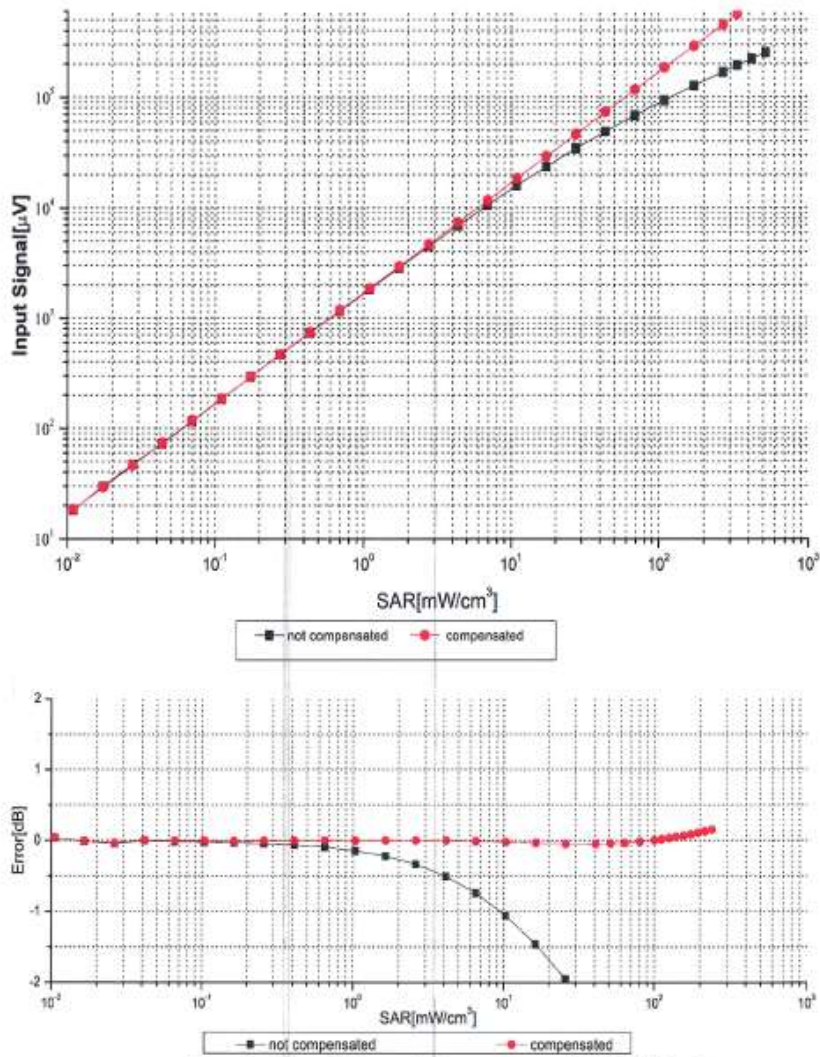 Input Signal[μV]
10⁵
10⁴
10³
10²
10¹
10⁻² 10⁻¹ 10⁰ 10¹ 10² 10³
SAR[mW/cm³]
not compensated compensated
Error[dB]
2
1
0
-1
-2
10⁻¹ 10⁰ 10¹ 10² 10³
SAR[mW/cm³]
not compensated compensated